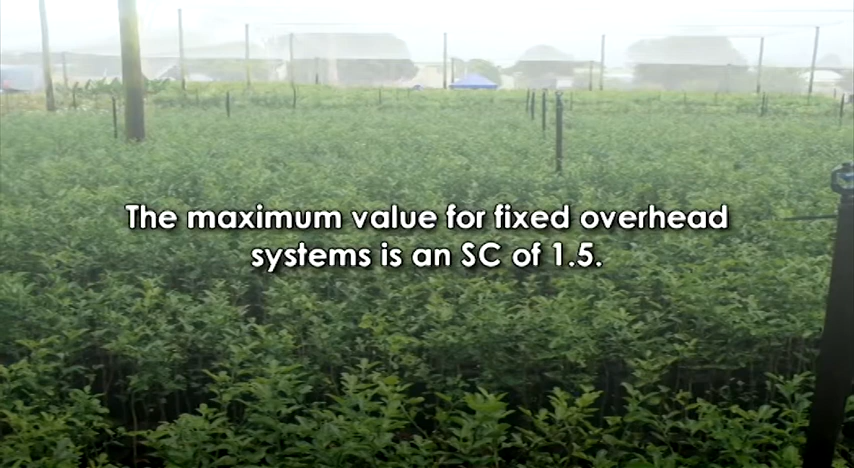 The maximum value for fixed overhead
systems is an SC of 1.5.